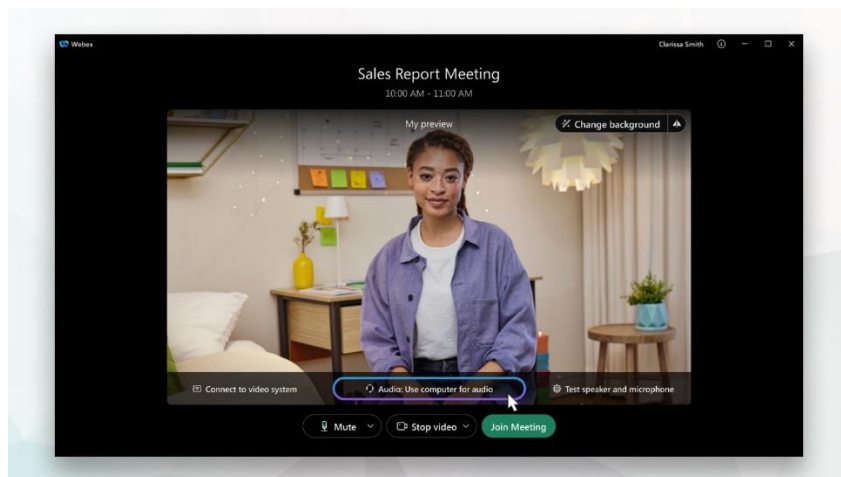 Webex
Clarissa Smith
Sales Report Meeting
10:00 AM - 11:00 AM
My preview
Change background
Connect to video system
Audio: Use computer for audio
Test speaker and microphone
Mute
Stop video
Join Meeting